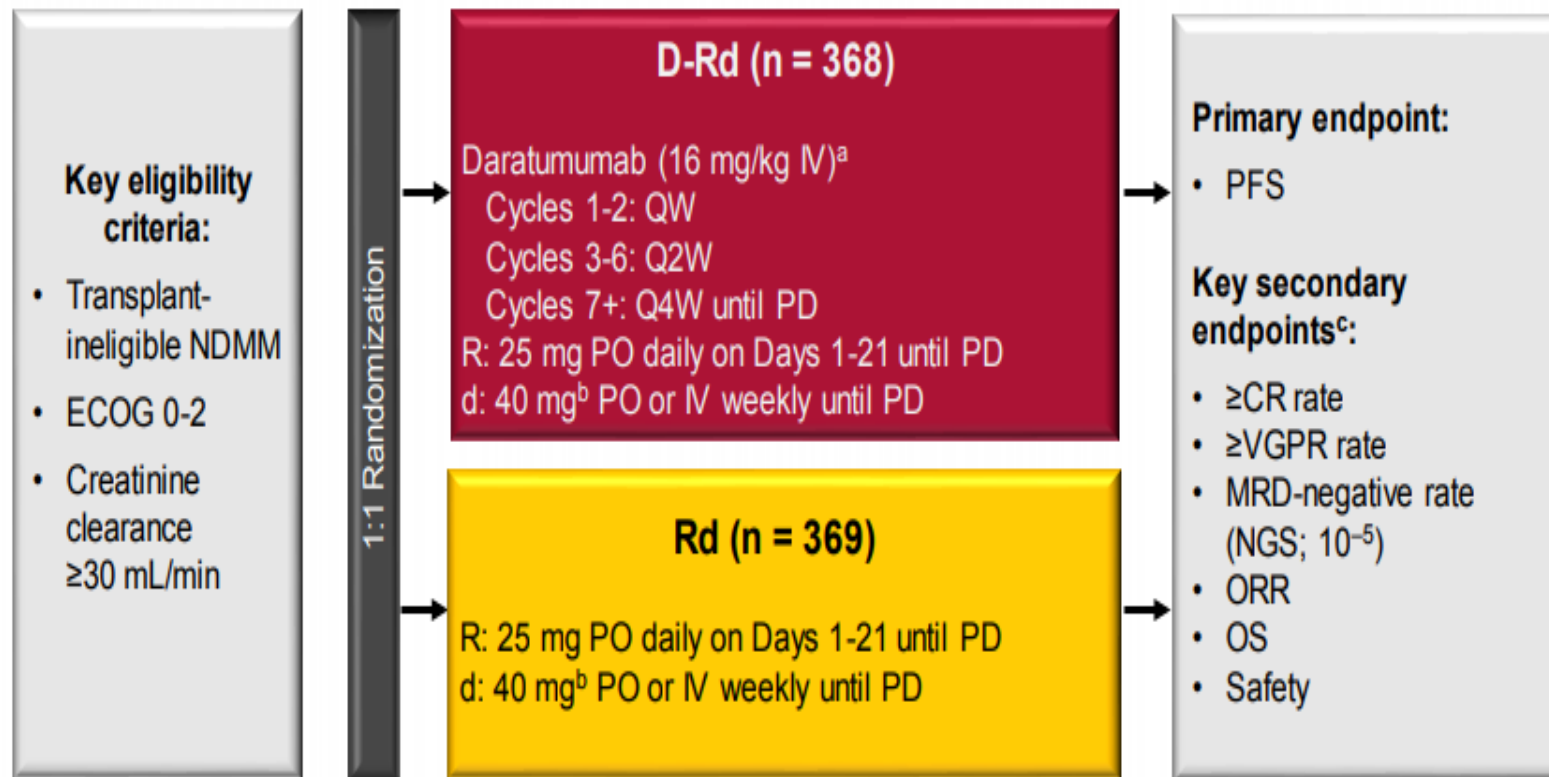 Key eligibility
criteria:
• Transplant-
ineligible NDMM
• ECOG 0-2
• Creatinine
clearance
≥30 mL/min
1:1 Randomization
D-Rd (n = 368)
Daratumumab (16 mg/kg IV)ᵃ
Cycles 1-2: QW
Cycles 3-6: Q2W
Cycles 7+: Q4W until PD
R: 25 mg PO daily on Days 1-21 until PD
d: 40 mgᵇ PO or IV weekly until PD
Rd (n = 369)
R: 25 mg PO daily on Days 1-21 until PD
d: 40 mgᵇ PO or IV weekly until PD
Primary endpoint:
• PFS
Key secondary
endpointsᶜ:
• ≥CR rate
• ≥VGPR rate
• MRD-negative rate
(NGS; 10⁻⁵)
• ORR
• OS
• Safety